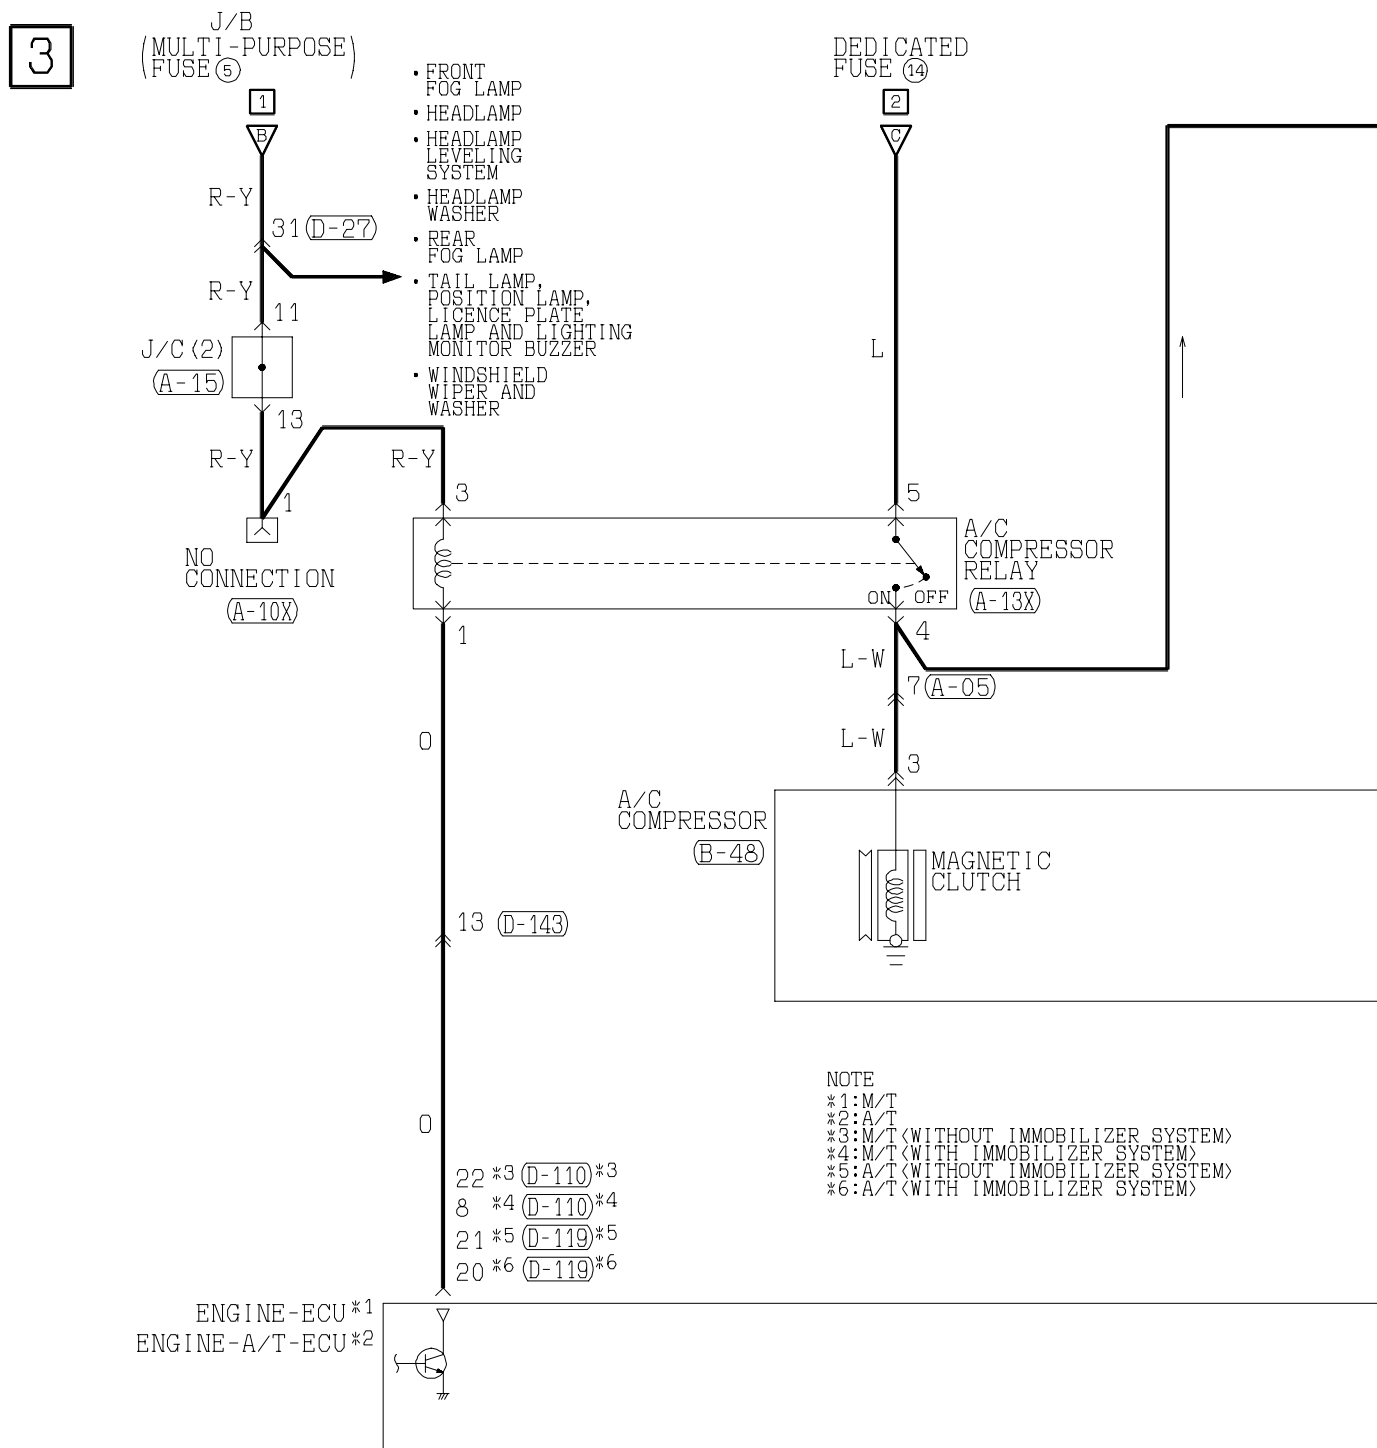 3
J/B
(MULTI-PURPOSE)
FUSE 5
1
B
R-Y
31 D-27
R-Y
11
J/C (2)
A-15
13
R-Y
1
NO
CONNECTION
A-10X
• FRONT
FOG LAMP
• HEADLAMP
• HEADLAMP
LEVELING
SYSTEM
• HEADLAMP
WASHER
• REAR
FOG LAMP
• TAIL LAMP,
POSITION LAMP,
LICENCE PLATE
LAMP AND LIGHTING
MONITOR BUZZER
• WINDSHIELD
WIPER AND
WASHER
R-Y
3
DEDICATED
FUSE 14
2
C
L
5
A/C
COMPRESSOR
RELAY
A-13X
ON OFF
1
4
L-W
7 A-05
L-W
3
O
A/C
COMPRESSOR
B-48
MAGNETIC
CLUTCH
13 D-143
O
NOTE
*1:M/T
*2:A/T
*3:M/T<WITHOUT IMMOBILIZER SYSTEM>
*4:M/T<WITH IMMOBILIZER SYSTEM>
*5:A/T<WITHOUT IMMOBILIZER SYSTEM>
*6:A/T<WITH IMMOBILIZER SYSTEM>
22 *3 D-110 *3
8 *4 D-110 *4
21 *5 D-119 *5
20 *6 D-119 *6
ENGINE-ECU *1
ENGINE-A/T-ECU *2